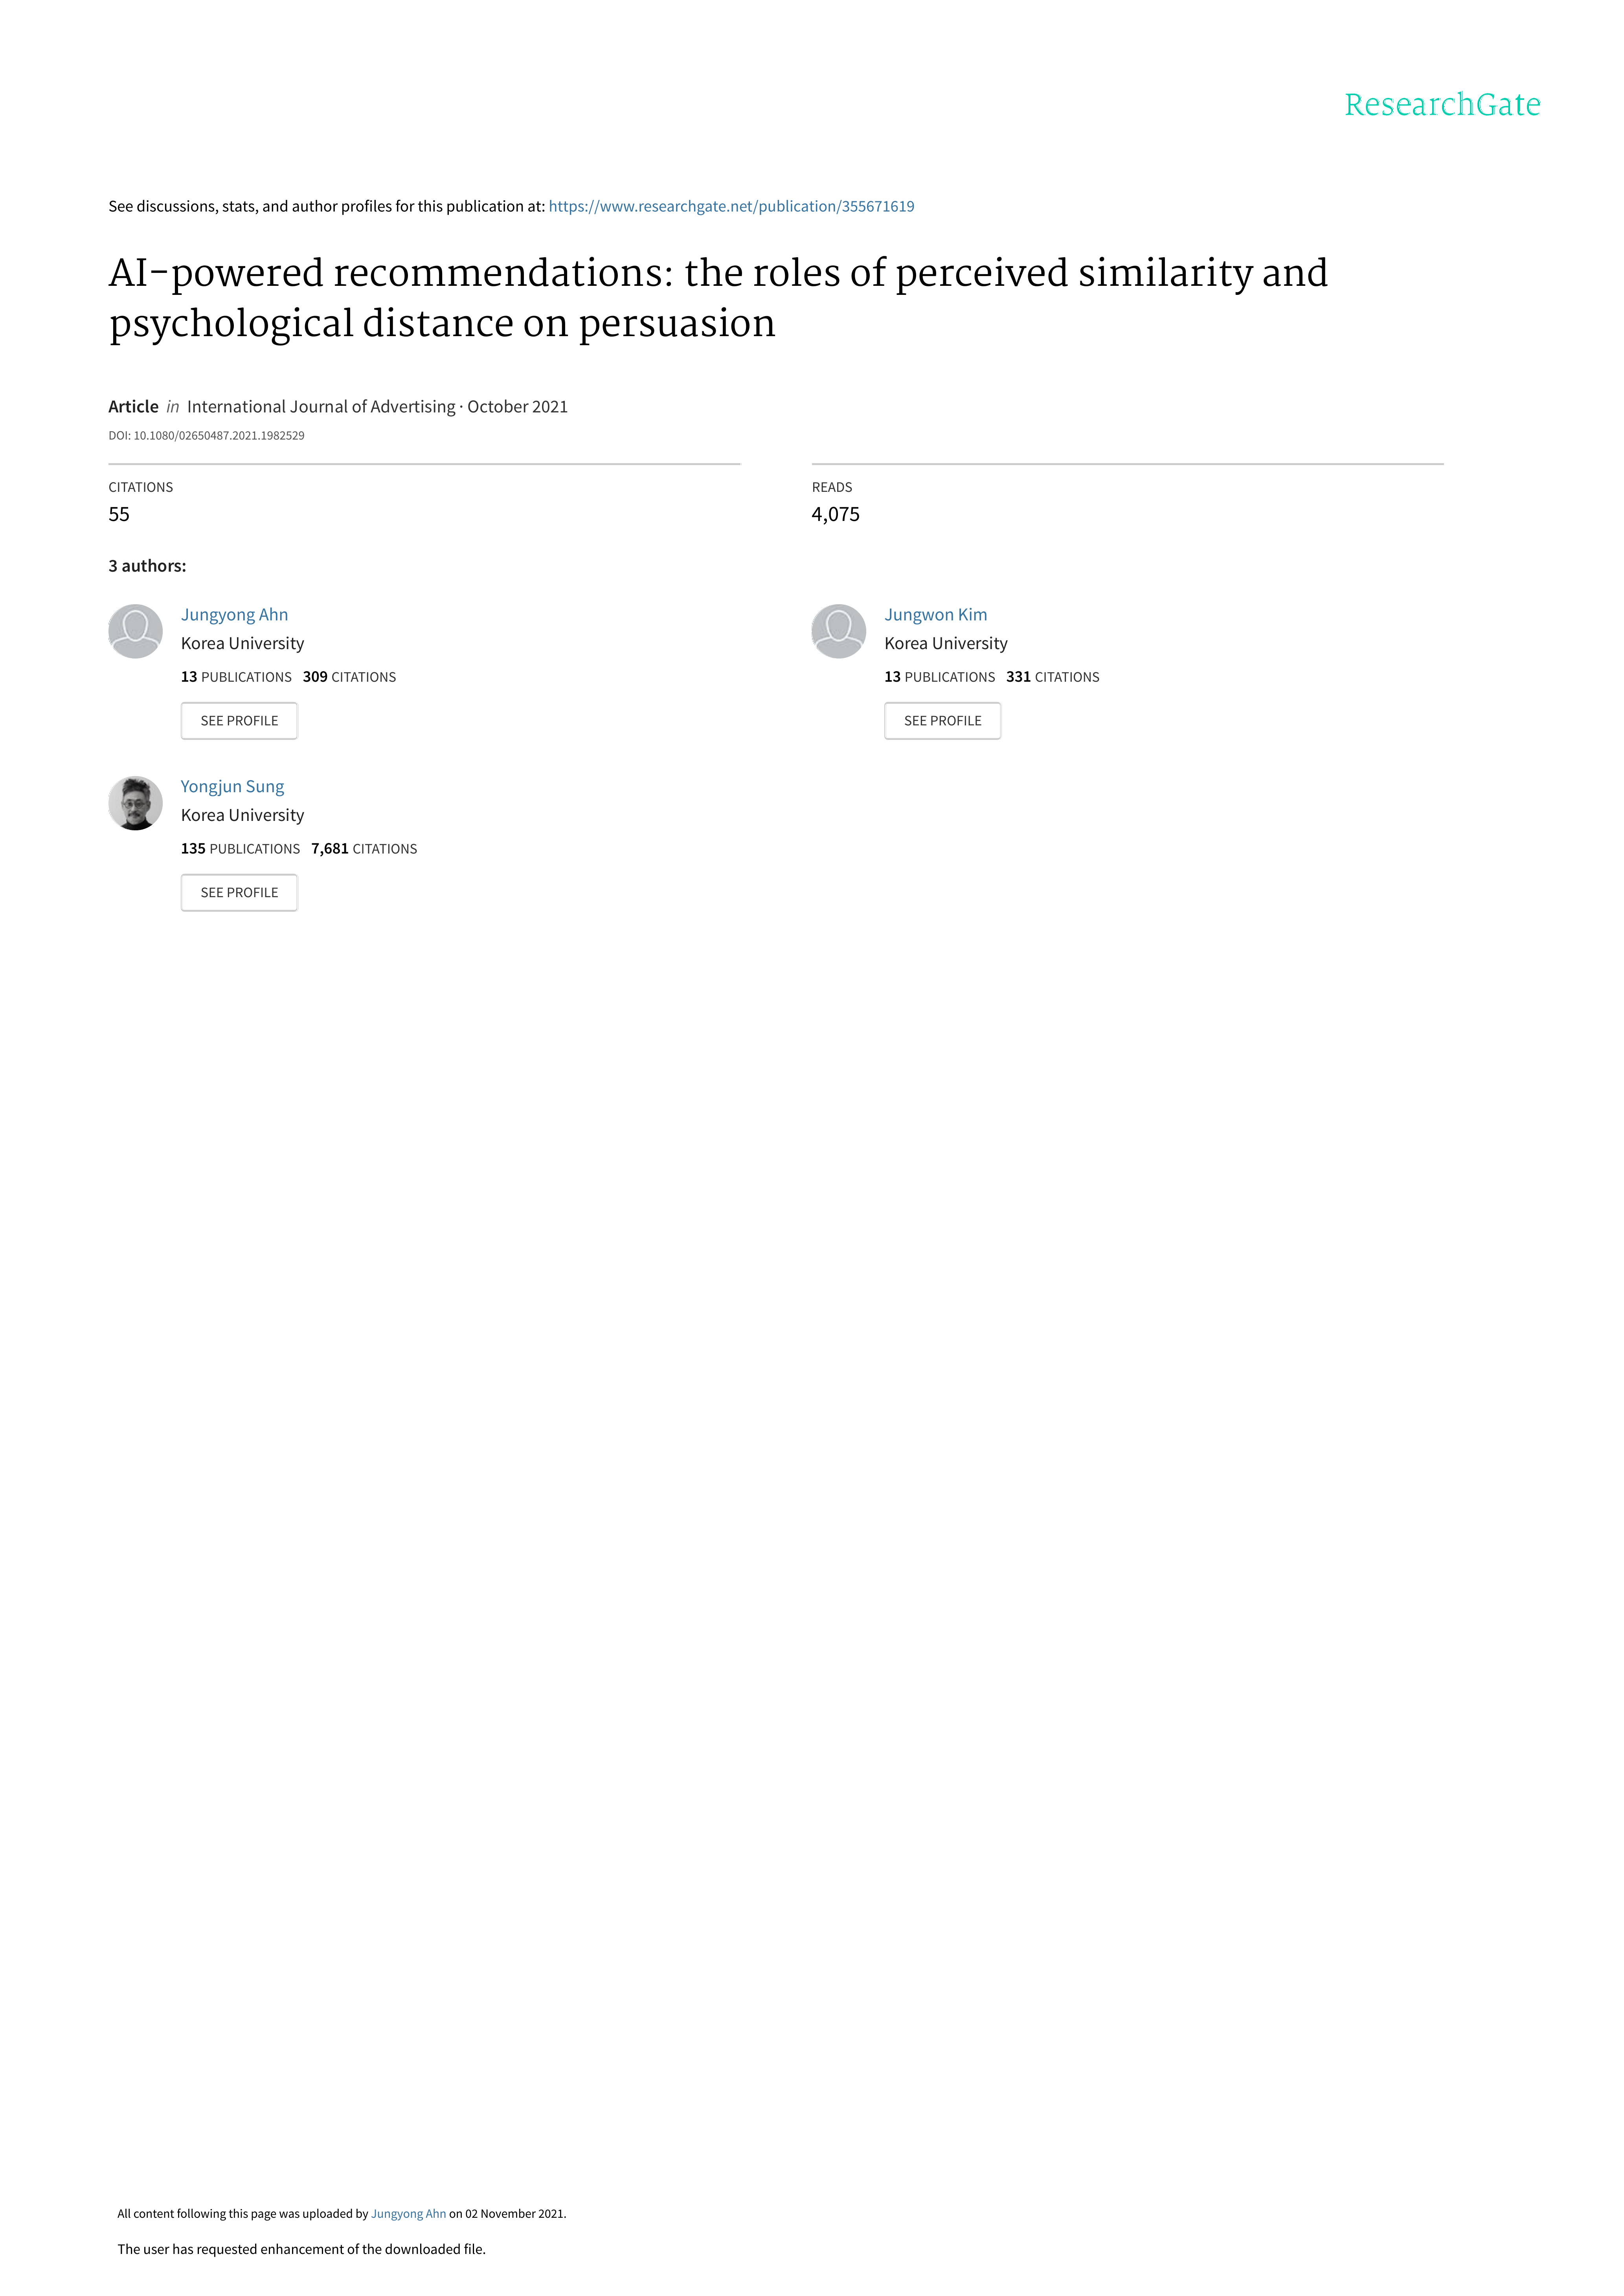 ResearchGate
See discussions, stats, and author profiles for this publication at: https://www.researchgate.net/publication/355671619
AI-powered recommendations: the roles of perceived similarity and
psychological distance on persuasion
Article in International Journal of Advertising · October 2021
DOI: 10.1080/02650487.2021.1982529
CITATIONS
55
READS
4,075
3 authors:
Jungyong Ahn
Korea University
13 PUBLICATIONS 309 CITATIONS
SEE PROFILE
Jungwon Kim
Korea University
13 PUBLICATIONS 331 CITATIONS
SEE PROFILE
Yongjun Sung
Korea University
135 PUBLICATIONS 7,681 CITATIONS
SEE PROFILE
All content following this page was uploaded by Jungyong Ahn on 02 November 2021.
The user has requested enhancement of the downloaded file.